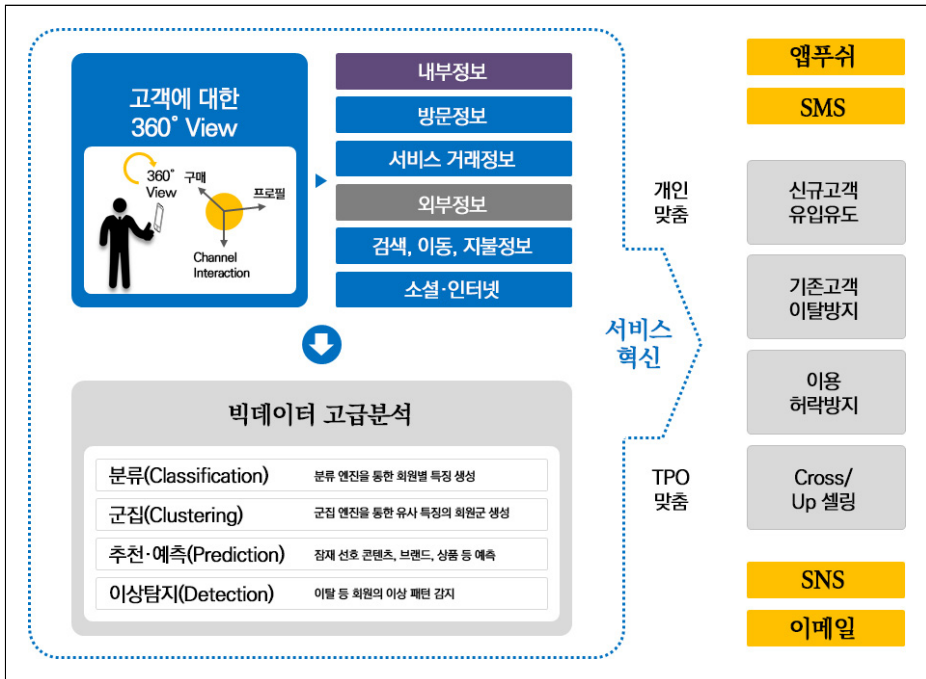 고객에 대한
360° View
360°
View
구매
프로필
Channel
Interaction
내부정보
방문정보
서비스 거래정보
외부정보
검색, 이동, 지불정보
소셜·인터넷
빅데이터 고급분석
분류(Classification) 분류 엔진을 통한 회원별 특징 생성
군집(Clustering) 군집 엔진을 통한 유사 특징의 회원군 생성
추천·예측(Prediction) 잠재 선호 콘텐츠, 브랜드, 상품 등 예측
이상탐지(Detection) 이탈 등 회원의 이상 패턴 감지
서비스
혁신
개인
맞춤
TPO
맞춤
앱푸쉬
SMS
신규고객
유입유도
기존고객
이탈방지
이용
허락방지
Cross/
Up 셀링
SNS
이메일